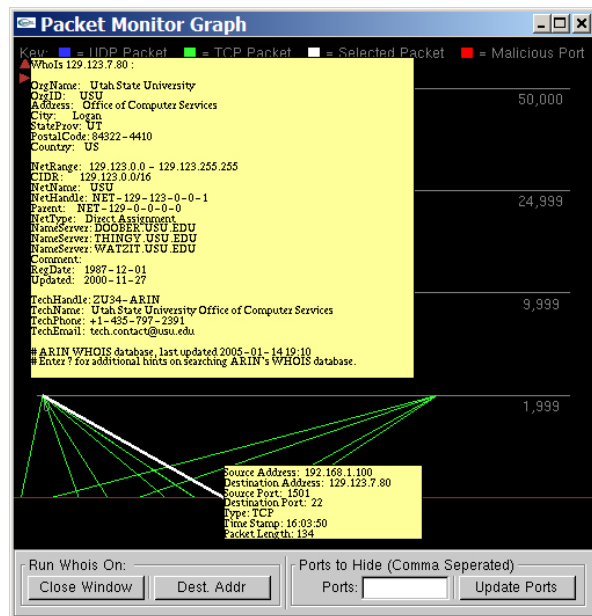 Packet Monitor Graph
Key: = UDP Packet = TCP Packet = Selected Packet = Malicious Port
WhoIs 129.123.7.80 :
OrgName: Utah State University
OrgID: USU
Address: Office of Computer Services
City: Logan
StateProv: UT
PostalCode: 84322-4410
Country: US
NetRange: 129.123.0.0 - 129.123.255.255
CIDR: 129.123.0.0/16
NetName: USU
NetHandle: NET-129-123-0-0-1
Parent: NET-129-0-0-0-0
NetType: Direct Assignment
NameServer: DOOBER.USU.EDU
NameServer: THINGY.USU.EDU
NameServer: WATZIT.USU.EDU
Comment:
RegDate: 1987-12-01
Updated: 2000-11-27
TechHandle: ZU34-ARIN
TechName: Utah State University Office of Computer Services
TechPhone: +1-435-797-2391
TechEmail: tech.contact@usu.edu
# ARIN WHOIS database, last updated 2005-01-14 19:10
# Enter ? for additional hints on searching ARIN's WHOIS database.
50,000
24,999
9,999
1,999
0
Source Address: 192.168.1.100
Destination Address: 129.123.7.80
Source Port: 1501
Destination Port: 22
Type: TCP
Time Stamp: 16:03:50
Packet Length: 134
Run Whois On:
Close Window
Dest. Addr
Ports to Hide (Comma Seperated)
Ports:
Update Ports